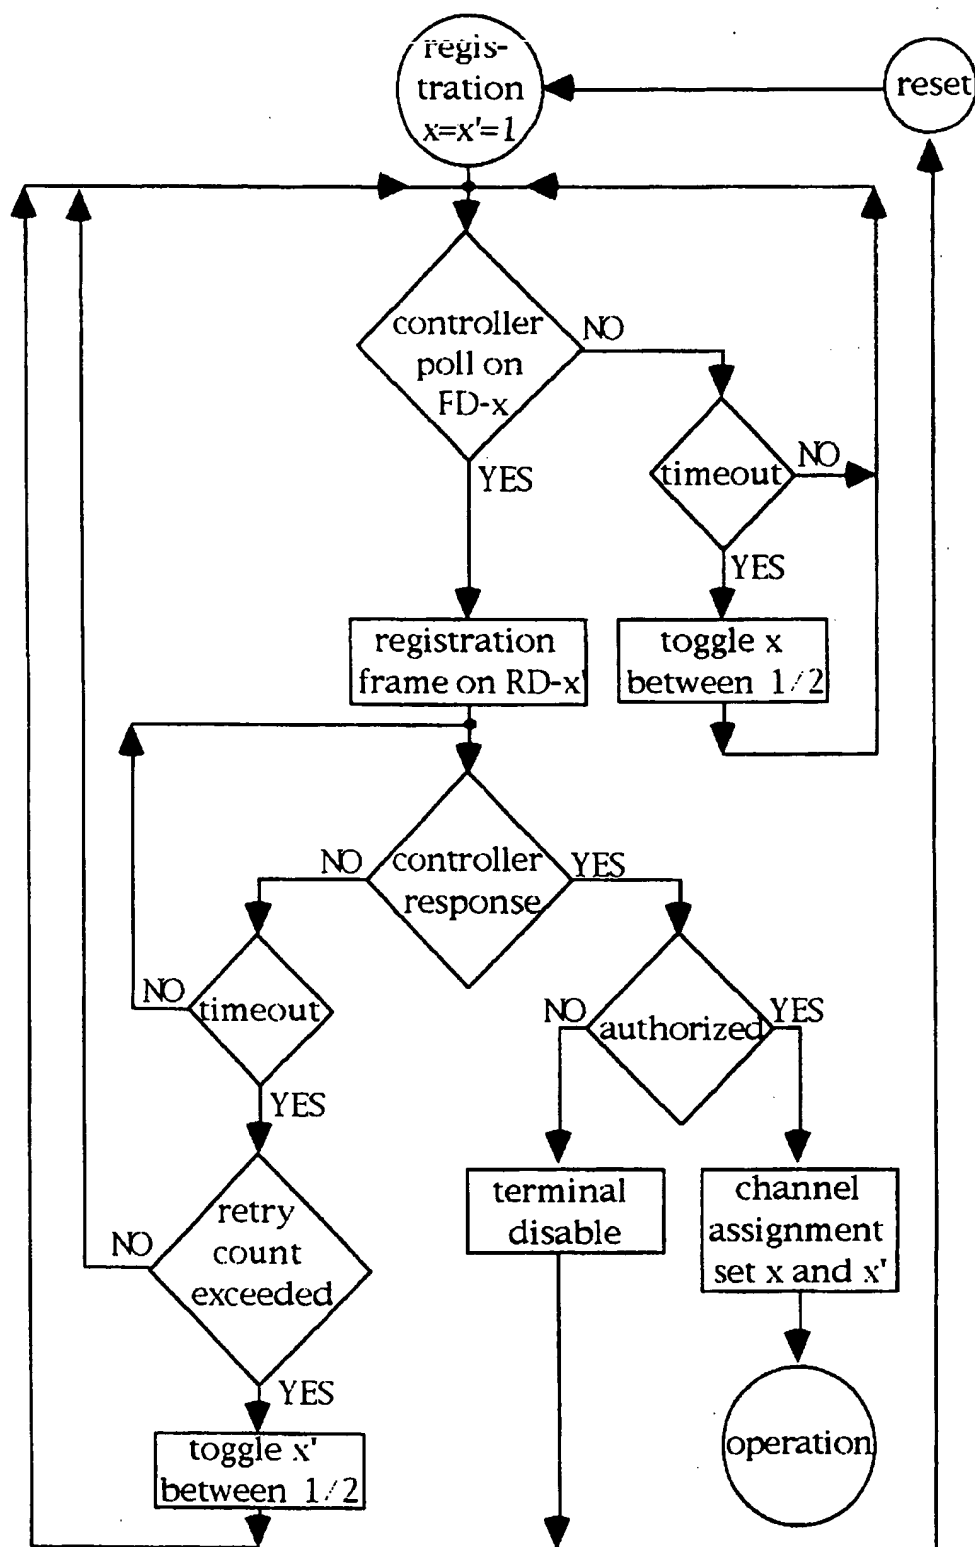 regis-
tration
x=x'=1
reset
controller
poll on
FD-x
NO
YES
timeout
NO
YES
registration
frame on RD-x'
toggle x
between 1/2
NO
controller
response
YES
NO
timeout
YES
NO
authorized
YES
retry
count
exceeded
NO
YES
terminal
disable
channel
assignment
set x and x'
toggle x'
between 1/2
operation